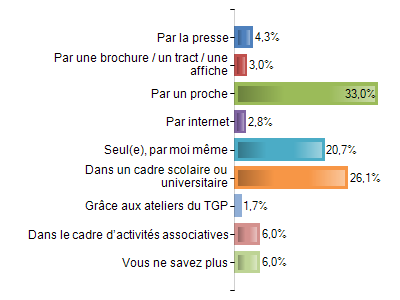 Par la presse 4,3%
Par une brochure / un tract / une
affiche 3,0%
Par un proche 33,0%
Par internet 2,8%
Seul(e), par moi même 20,7%
Dans un cadre scolaire ou
universitaire 26,1%
Grâce aux ateliers du TGP 1,7%
Dans le cadre d'activités associatives 6,0%
Vous ne savez plus 6,0%